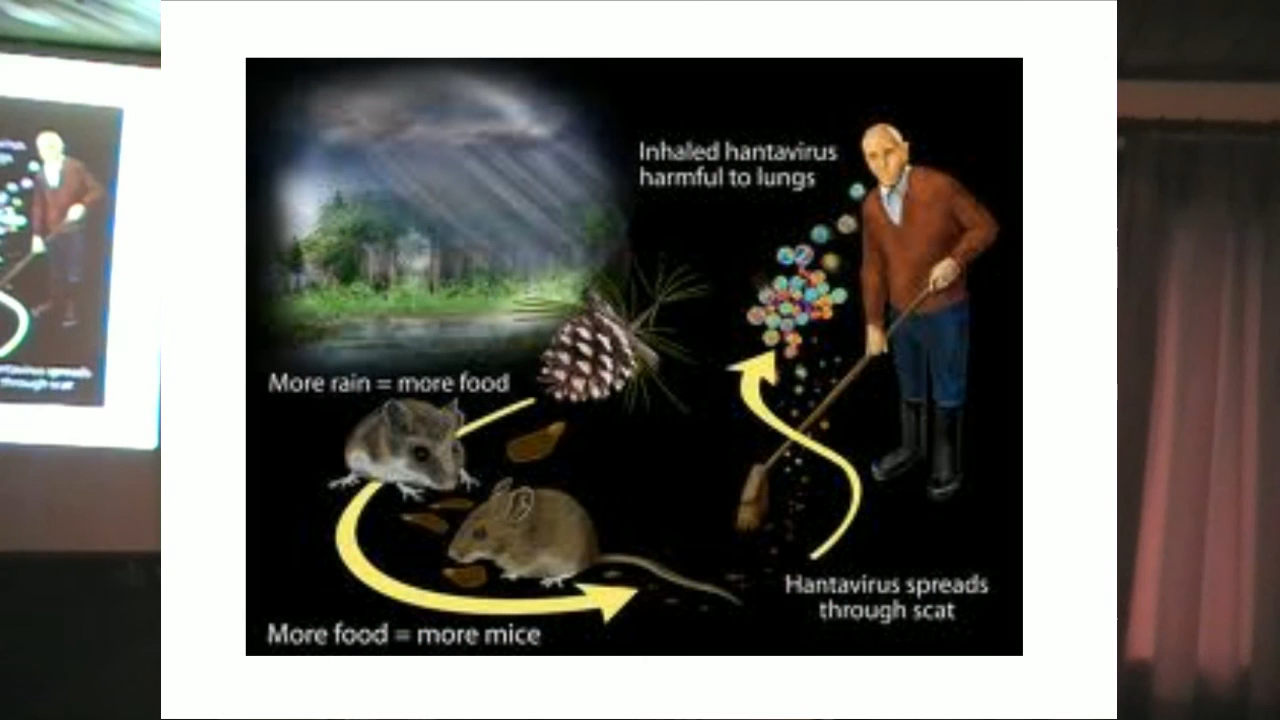 Inhaled hantavirus
harmful to lungs
More rain = more food
Hantavirus spreads
through scat
More food = more mice